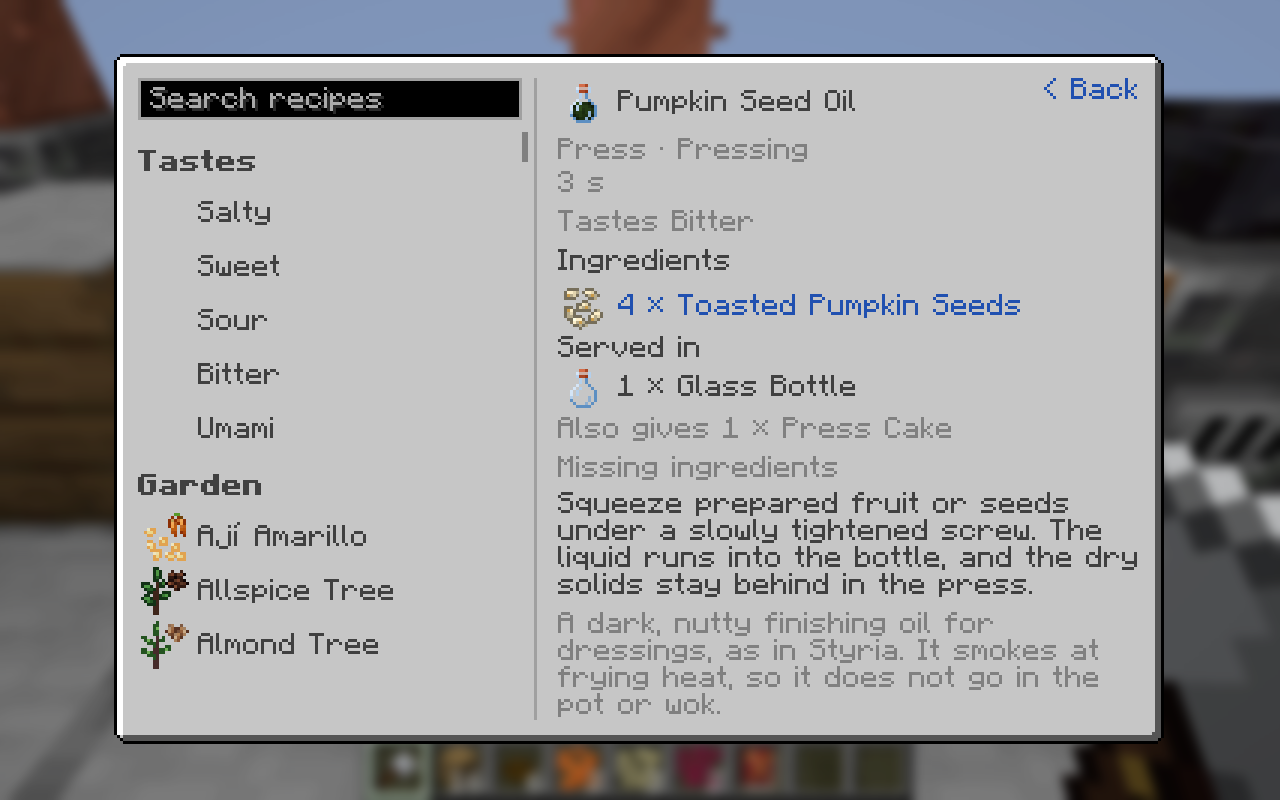 Search recipes
Tastes
Salty
Sweet
Sour
Bitter
Umami
Garden
Ají Amarillo
Allspice Tree
Almond Tree
< Back
Pumpkin Seed Oil
Press · Pressing
3 s
Tastes Bitter
Ingredients
4 × Toasted Pumpkin Seeds
Served in
1 × Glass Bottle
Also gives 1 × Press Cake
Missing ingredients
Squeeze prepared fruit or seeds
under a slowly tightened screw. The
liquid runs into the bottle, and the dry
solids stay behind in the press.
A dark, nutty finishing oil for
dressings, as in Styria. It smokes at
frying heat, so it does not go in the
pot or wok.